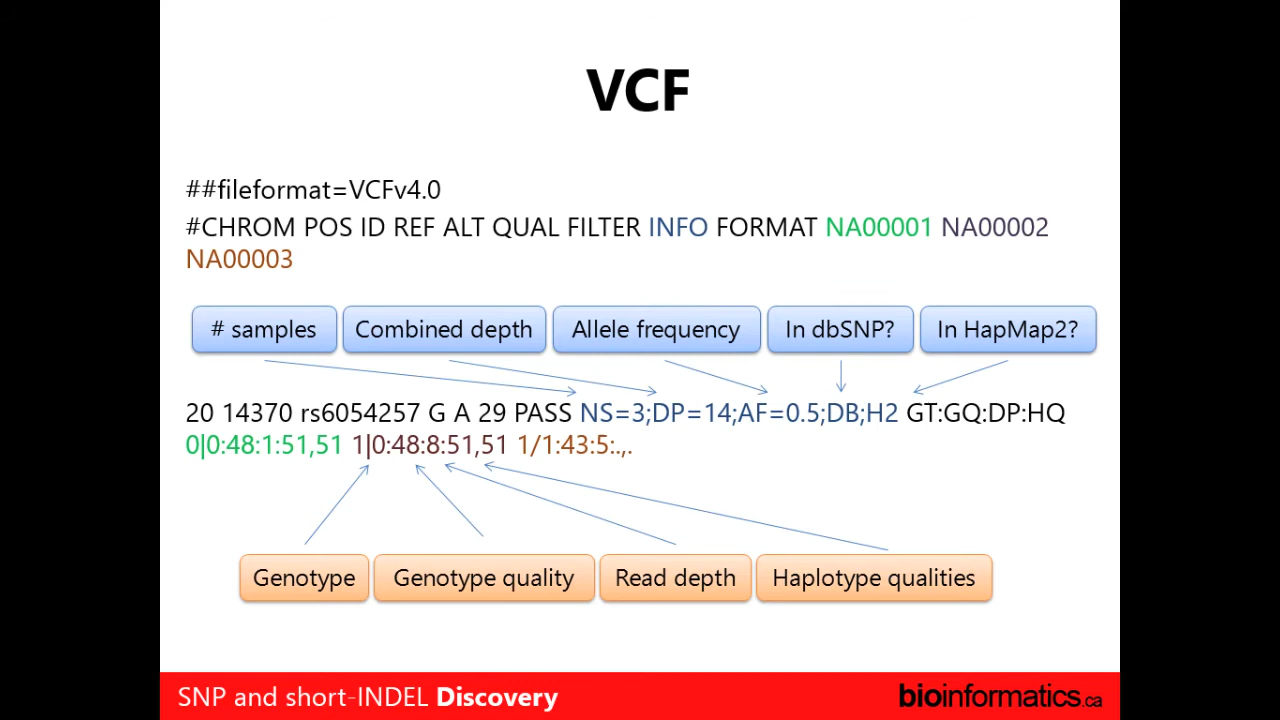 VCF
##fileformat=VCFv4.0
#CHROM POS ID REF ALT QUAL FILTER INFO FORMAT NA00001 NA00002
NA00003
# samples
Combined depth
Allele frequency
In dbSNP?
In HapMap2?
20 14370 rs6054257 G A 29 PASS NS=3;DP=14;AF=0.5;DB;H2 GT:GQ:DP:HQ
0|0:48:1:51,51 1|0:48:8:51,51 1/1:43:5:.,.
Genotype
Genotype quality
Read depth
Haplotype qualities
SNP and short-INDEL Discovery
bioinformatics.ca